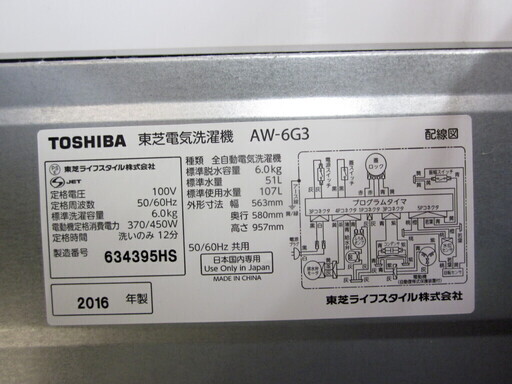 TOSHIBA 東芝電気洗濯機 AW-6G3 配線図
東芝ライフスタイル株式会社
JET
定格電圧 100V
定格周波数 50/60Hz
標準洗濯容量 6.0kg
電動機定格消費電力 370/450W
定格時間 洗いのみ 12分
製造番号 634395HS
2016 年製
種類 全自動電気洗濯機
標準脱水容量 6.0kg
標準水量 51L
標準使用水量 107L
外形寸法 幅 563mm
奥行 580mm
高さ 957mm
50/60Hz 共用
日本国内専用
Use Only in Japan
MADE IN CHINA
プログラムタイマ
東芝ライフスタイル株式会社